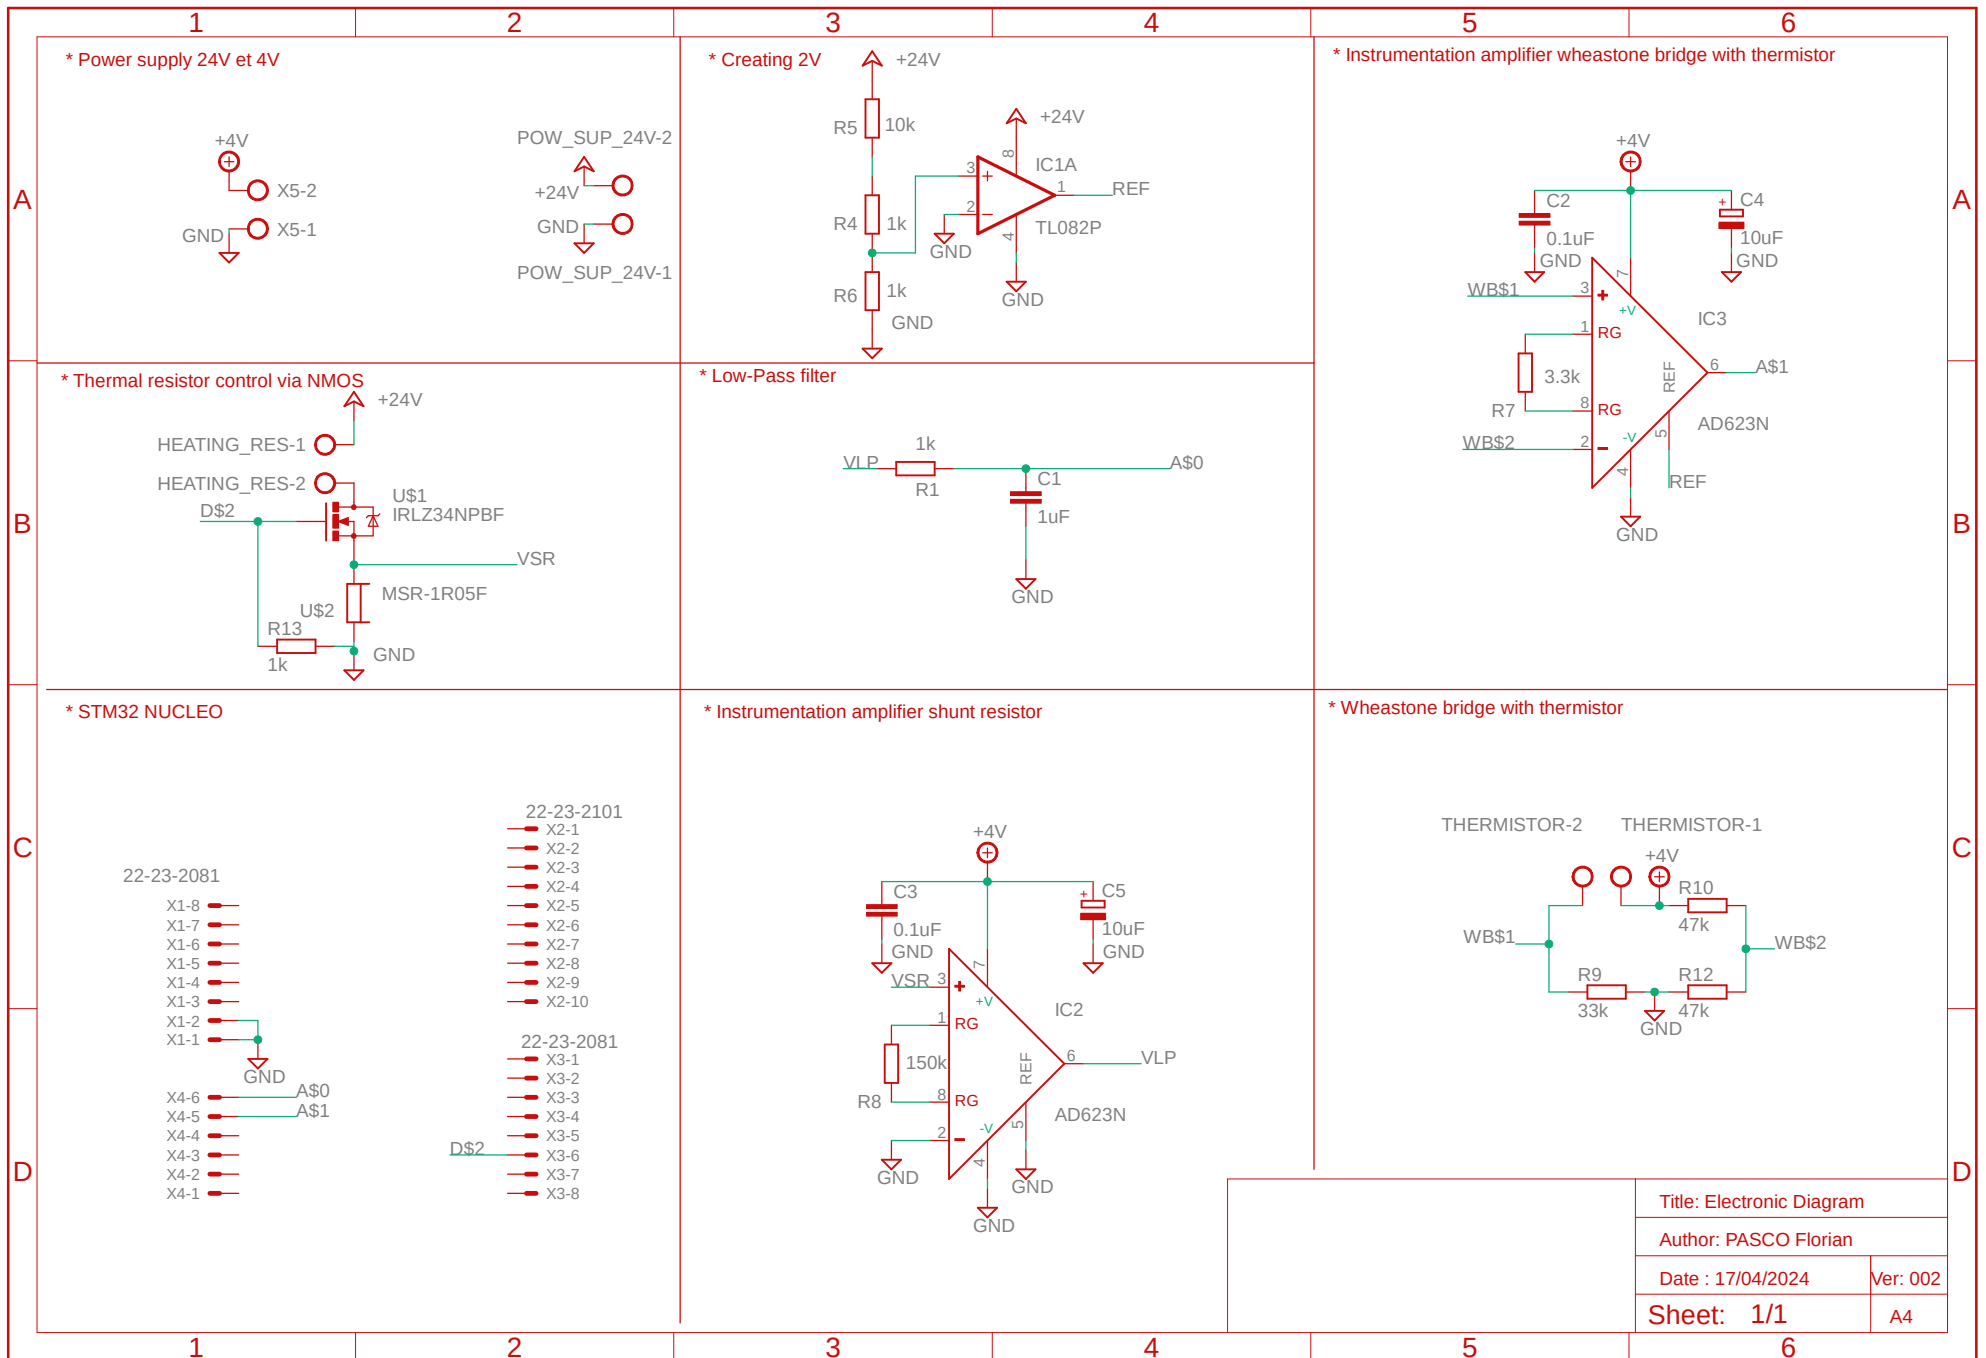 1 2 3 4 5 6
A
B
C
D
* Power supply 24V et 4V
+4V
X5-2
GND
X5-1
POW_SUP_24V-2
+24V
GND
POW_SUP_24V-1
* Creating 2V
+24V
R5
10k
R4
1k
R6
1k
GND
+24V
8
IC1A
3
+
2
-
1
REF
TL082P
4
GND
GND
* Instrumentation amplifier wheastone bridge with thermistor
+4V
C2
0.1uF
GND
+
C4
10uF
GND
WB$1
3
+
7
+V
IC3
1
RG
3.3k
R7
8
RG
REF
6
A$1
AD623N
WB$2
2
-
-V
4
5
REF
GND
* Thermal resistor control via NMOS
+24V
HEATING_RES-1
HEATING_RES-2
D$2
U$1
IRLZ34NPBF
VSR
MSR-1R05F
U$2
R13
1k
GND
* Low-Pass filter
1k
VLP
R1
C1
1uF
A$0
GND
* STM32 NUCLEO
22-23-2081
X1-8
X1-7
X1-6
X1-5
X1-4
X1-3
X1-2
X1-1
GND
X4-6
A$0
X4-5
A$1
X4-4
X4-3
X4-2
X4-1
22-23-2101
X2-1
X2-2
X2-3
X2-4
X2-5
X2-6
X2-7
X2-8
X2-9
X2-10
22-23-2081
X3-1
X3-2
X3-3
X3-4
X3-5
D$2
X3-6
X3-7
X3-8
* Instrumentation amplifier shunt resistor
+4V
C3
0.1uF
GND
+
C5
10uF
GND
VSR
3
+
7
+V
IC2
1
RG
150k
R8
8
RG
REF
6
VLP
AD623N
2
-
-V
4
5
GND
GND
GND
* Wheastone bridge with thermistor
THERMISTOR-2
THERMISTOR-1
+4V
R10
47k
WB$1
WB$2
R9
33k
R12
47k
GND
Title: Electronic Diagram
Author: PASCO Florian
Date : 17/04/2024
Ver: 002
Sheet: 1/1
A4
A
B
C
D
1 2 3 4 5 6